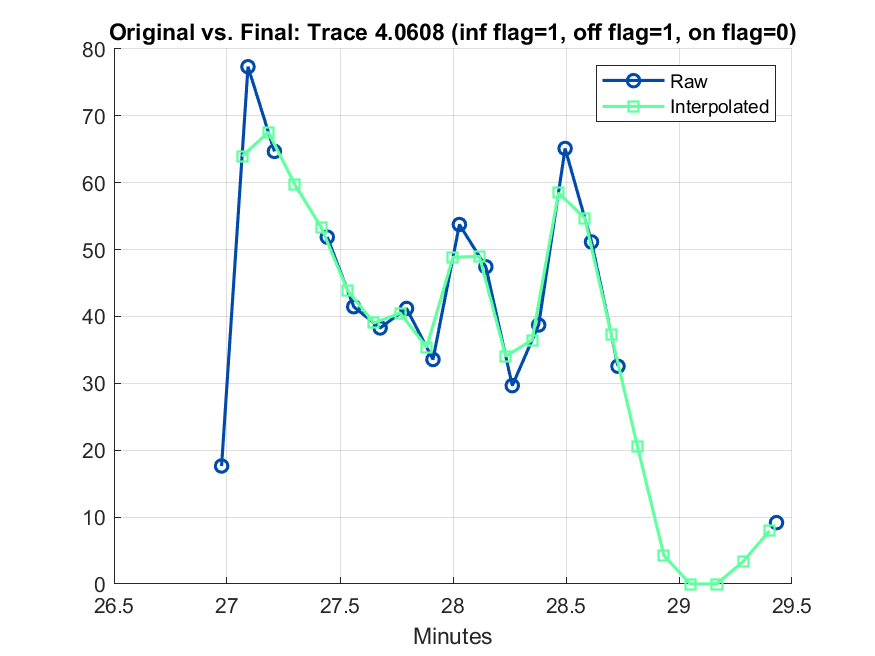 Original vs. Final: Trace 4.0608 (inf flag=1, off flag=1, on flag=0)
80
70
60
50
40
30
20
10
0
Raw
Interpolated
26.5 27 27.5 28 28.5 29 29.5
Minutes